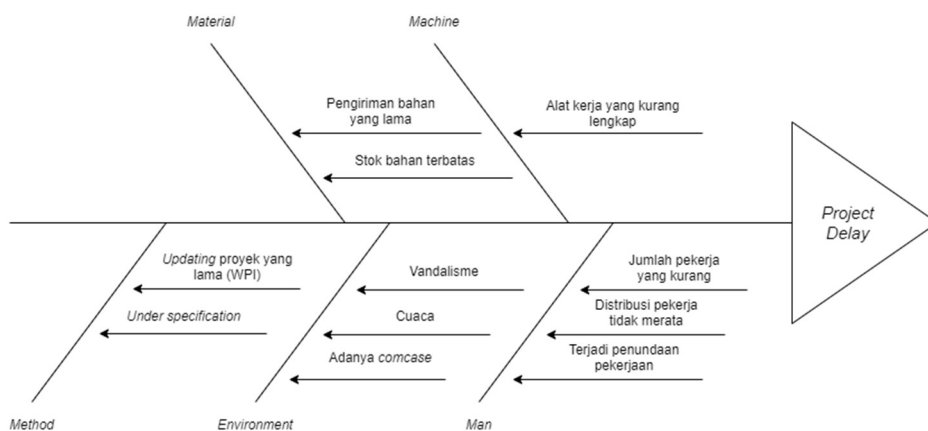 Material
Machine
Pengiriman bahan
yang lama
Alat kerja yang kurang
lengkap
Stok bahan terbatas
Project
Delay
Updating proyek yang
lama (WPI)
Vandalisme
Jumlah pekerja
yang kurang
Under specification
Cuaca
Distribusi pekerja
tidak merata
Adanya comcase
Terjadi penundaan
pekerjaan
Method
Environment
Man